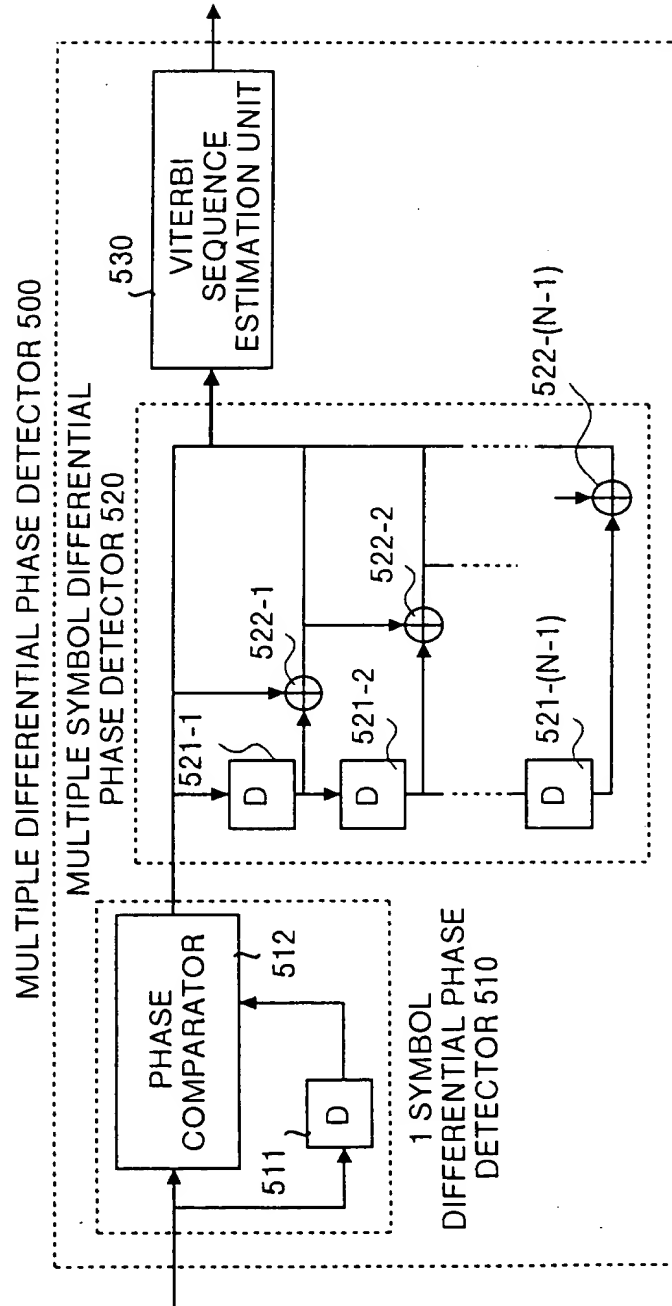 MULTIPLE DIFFERENTIAL PHASE DETECTOR 500
MULTIPLE SYMBOL DIFFERENTIAL
PHASE DETECTOR 520
530
VITERBI
SEQUENCE
ESTIMATION UNIT
PHASE
COMPARATOR
512
511
D
1 SYMBOL
DIFFERENTIAL PHASE
DETECTOR 510
521-1
D
522-1
521-2
D
522-2
521-(N-1)
D
522-(N-1)